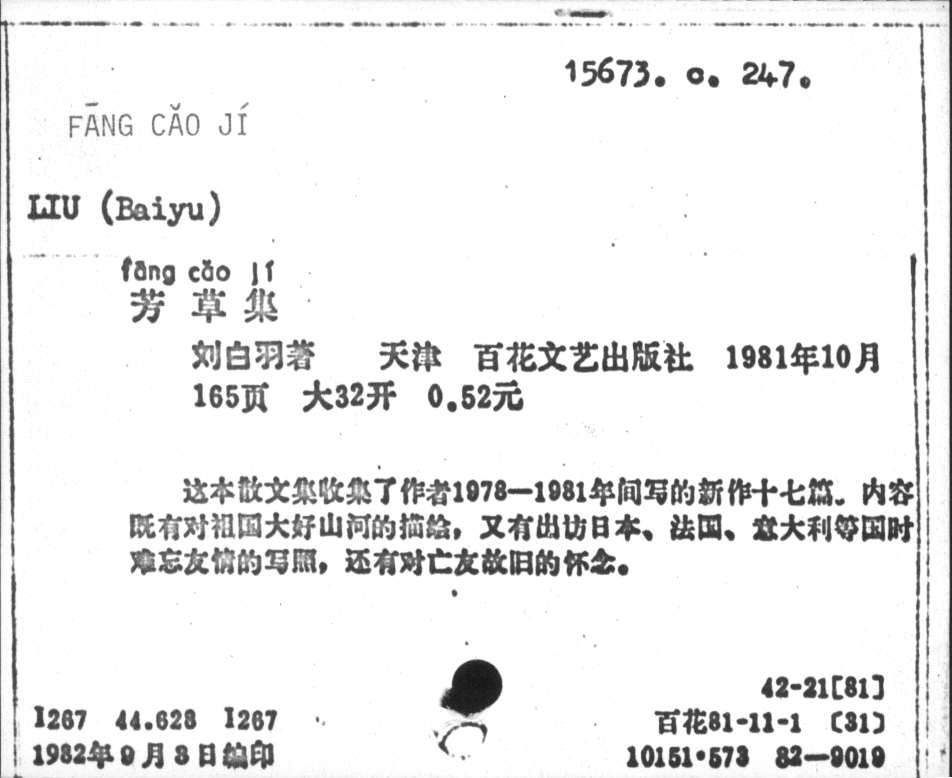 15673. c. 247.
FĀNG CǍO JÍ
LIU (Baiyu)
fāng cǎo jí
芳 草 集
刘白羽著 天津 百花文艺出版社 1981年10月
165页 大32开 0.52元
这本散文集收集了作者1978—1981年间写的新作十七篇。内容
既有对祖国大好山河的描绘，又有出访日本、法国、意大利等国时
难忘友情的写照，还有对亡友故旧的怀念。
42-21〔81〕
I267 44.628 I267
百花81-11-1 〔31〕
1982年9月8日编印
10151·573 82—9019